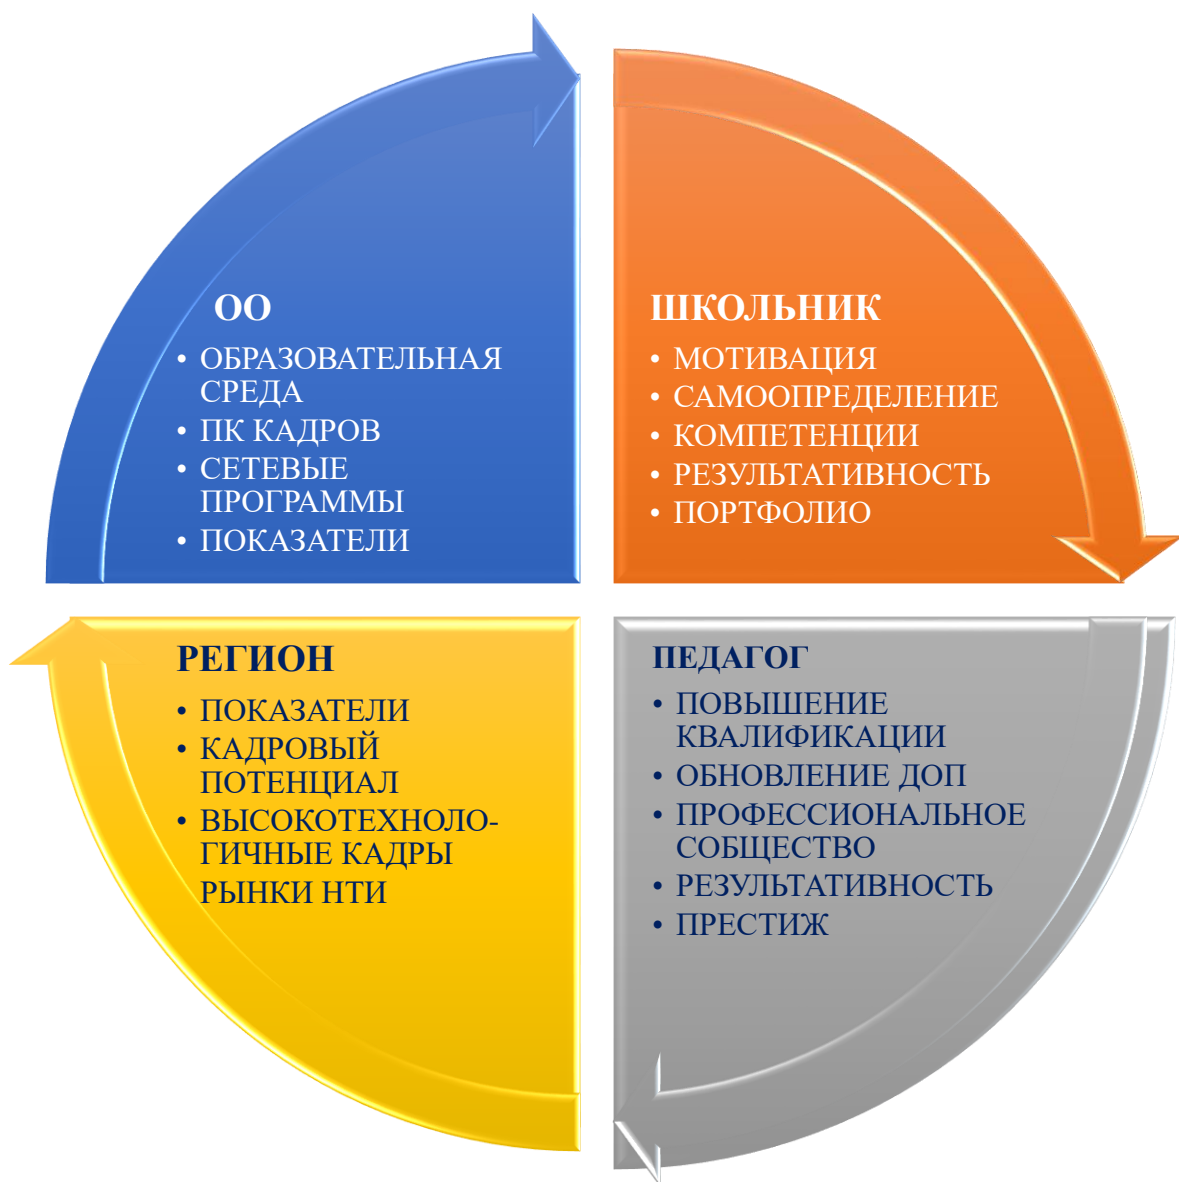 ОО
• ОБРАЗОВАТЕЛЬНАЯ
СРЕДА
• ПК КАДРОВ
• СЕТЕВЫЕ
ПРОГРАММЫ
• ПОКАЗАТЕЛИ
ШКОЛЬНИК
• МОТИВАЦИЯ
• САМООПРЕДЕЛЕНИЕ
• КОМПЕТЕНЦИИ
• РЕЗУЛЬТАТИВНОСТЬ
• ПОРТФОЛИО
РЕГИОН
• ПОКАЗАТЕЛИ
• КАДРОВЫЙ
ПОТЕНЦИАЛ
• ВЫСОКОТЕХНОЛО-
ГИЧНЫЕ КАДРЫ
РЫНКИ НТИ
ПЕДАГОГ
• ПОВЫШЕНИЕ
КВАЛИФИКАЦИИ
• ОБНОВЛЕНИЕ ДОП
• ПРОФЕССИОНАЛЬНОЕ
СОБЩЕСТВО
• РЕЗУЛЬТАТИВНОСТЬ
• ПРЕСТИЖ